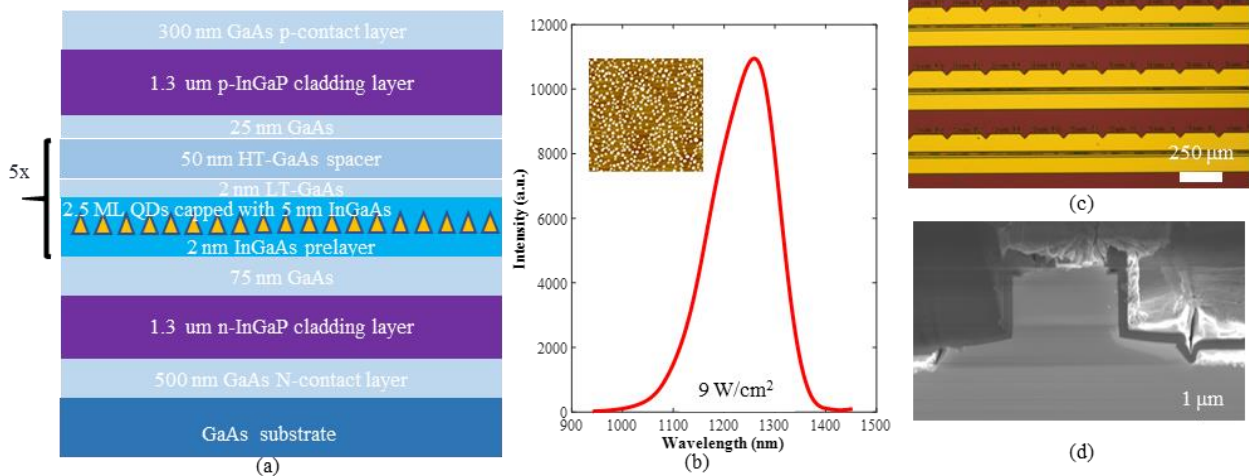 300 nm GaAs p-contact layer
1.3 um p-InGaP cladding layer
25 nm GaAs
5x
50 nm HT-GaAs spacer
2 nm LT-GaAs
2.5 ML QDs capped with 5 nm InGaAs
2 nm InGaAs prelayer
75 nm GaAs
1.3 um n-InGaP cladding layer
500 nm GaAs N-contact layer
GaAs substrate
(a)
12000
10000
8000
6000
4000
2000
0
Intensity (a.u.)
9 W/cm²
900 1000 1100 1200 1300 1400 1500
Wavelength (nm)
(b)
250 μm
(c)
1 μm
(d)